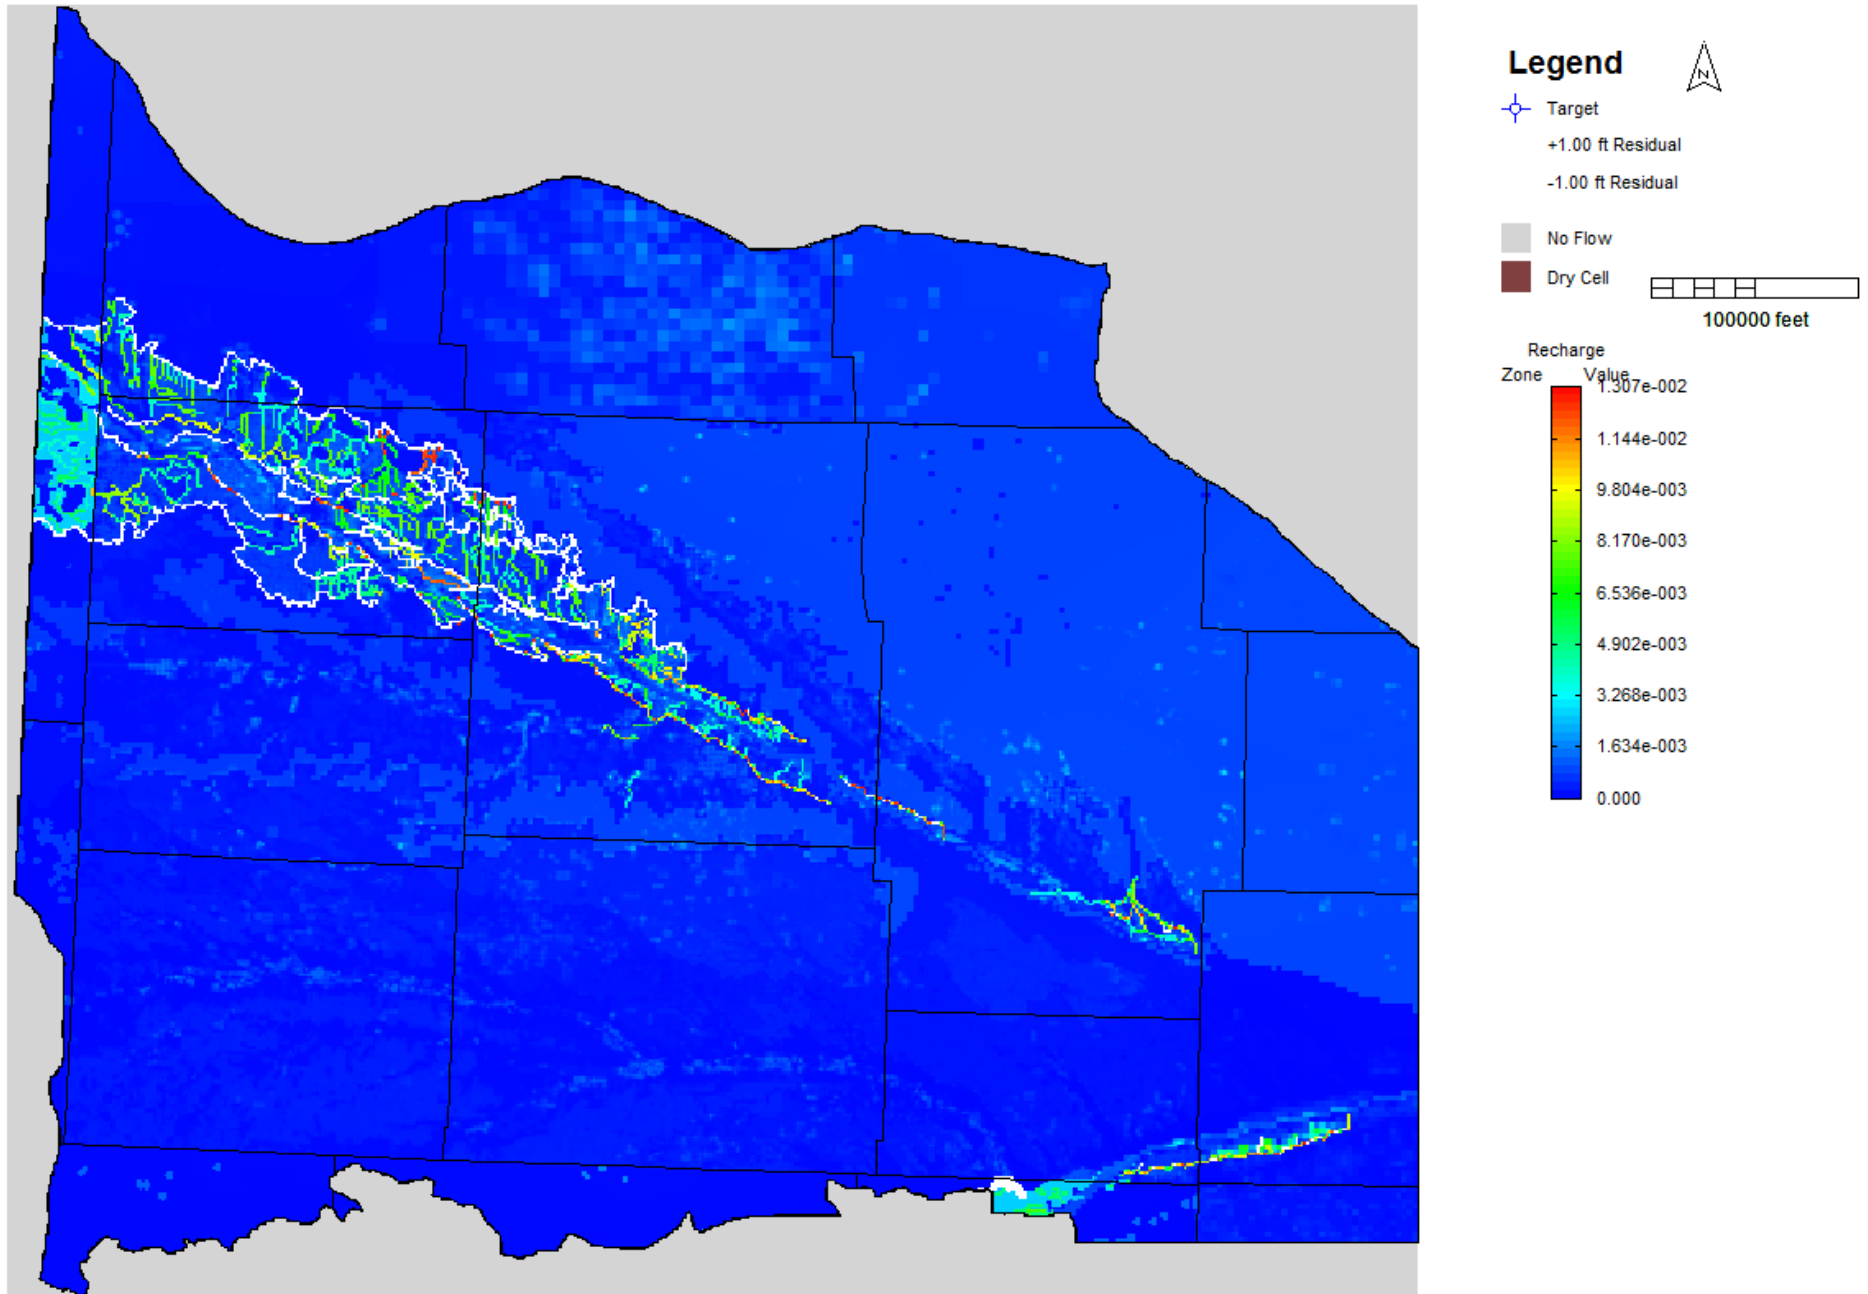 Legend
N
Target
+1.00 ft Residual
-1.00 ft Residual
No Flow
Dry Cell
100000 feet
Recharge
Zone Value
1.307e-002
1.144e-002
9.804e-003
8.170e-003
6.536e-003
4.902e-003
3.268e-003
1.634e-003
0.000